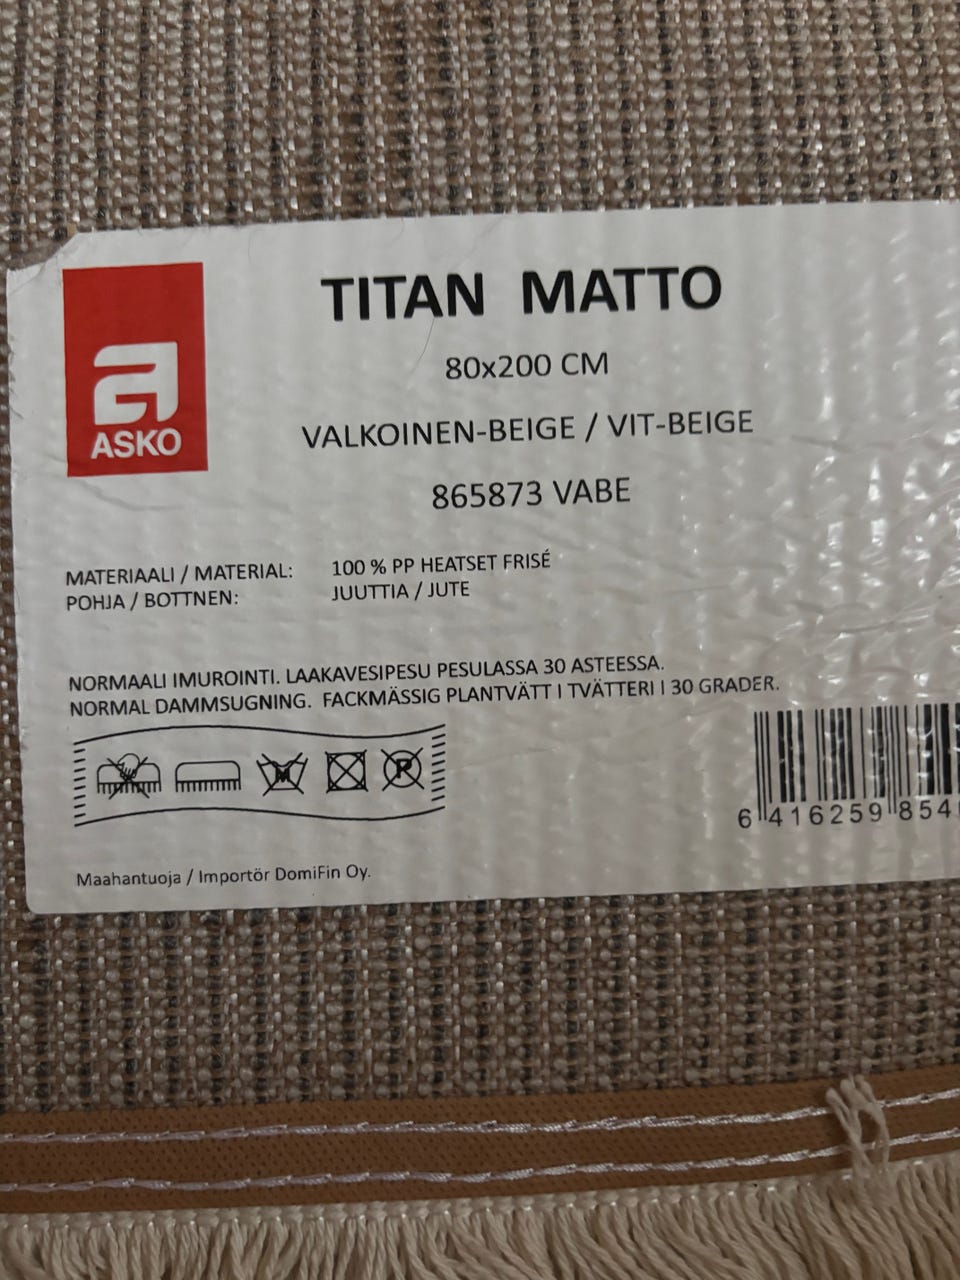 ASKO
TITAN MATTO
80x200 CM
VALKOINEN-BEIGE / VIT-BEIGE
865873 VABE
MATERIAALI / MATERIAL: 100 % PP HEATSET FRISÉ
POHJA / BOTTNEN: JUUTTIA / JUTE
NORMAALI IMUROINTI. LAAKAVESIPESU PESULASSA 30 ASTEESSA.
NORMAL DAMMSUGNING. FACKMÄSSIG PLANTVÄTT I TVÄTTERI I 30 GRADER.
M P
6 416259 854
Maahantuoja / Importör DomiFin Oy.